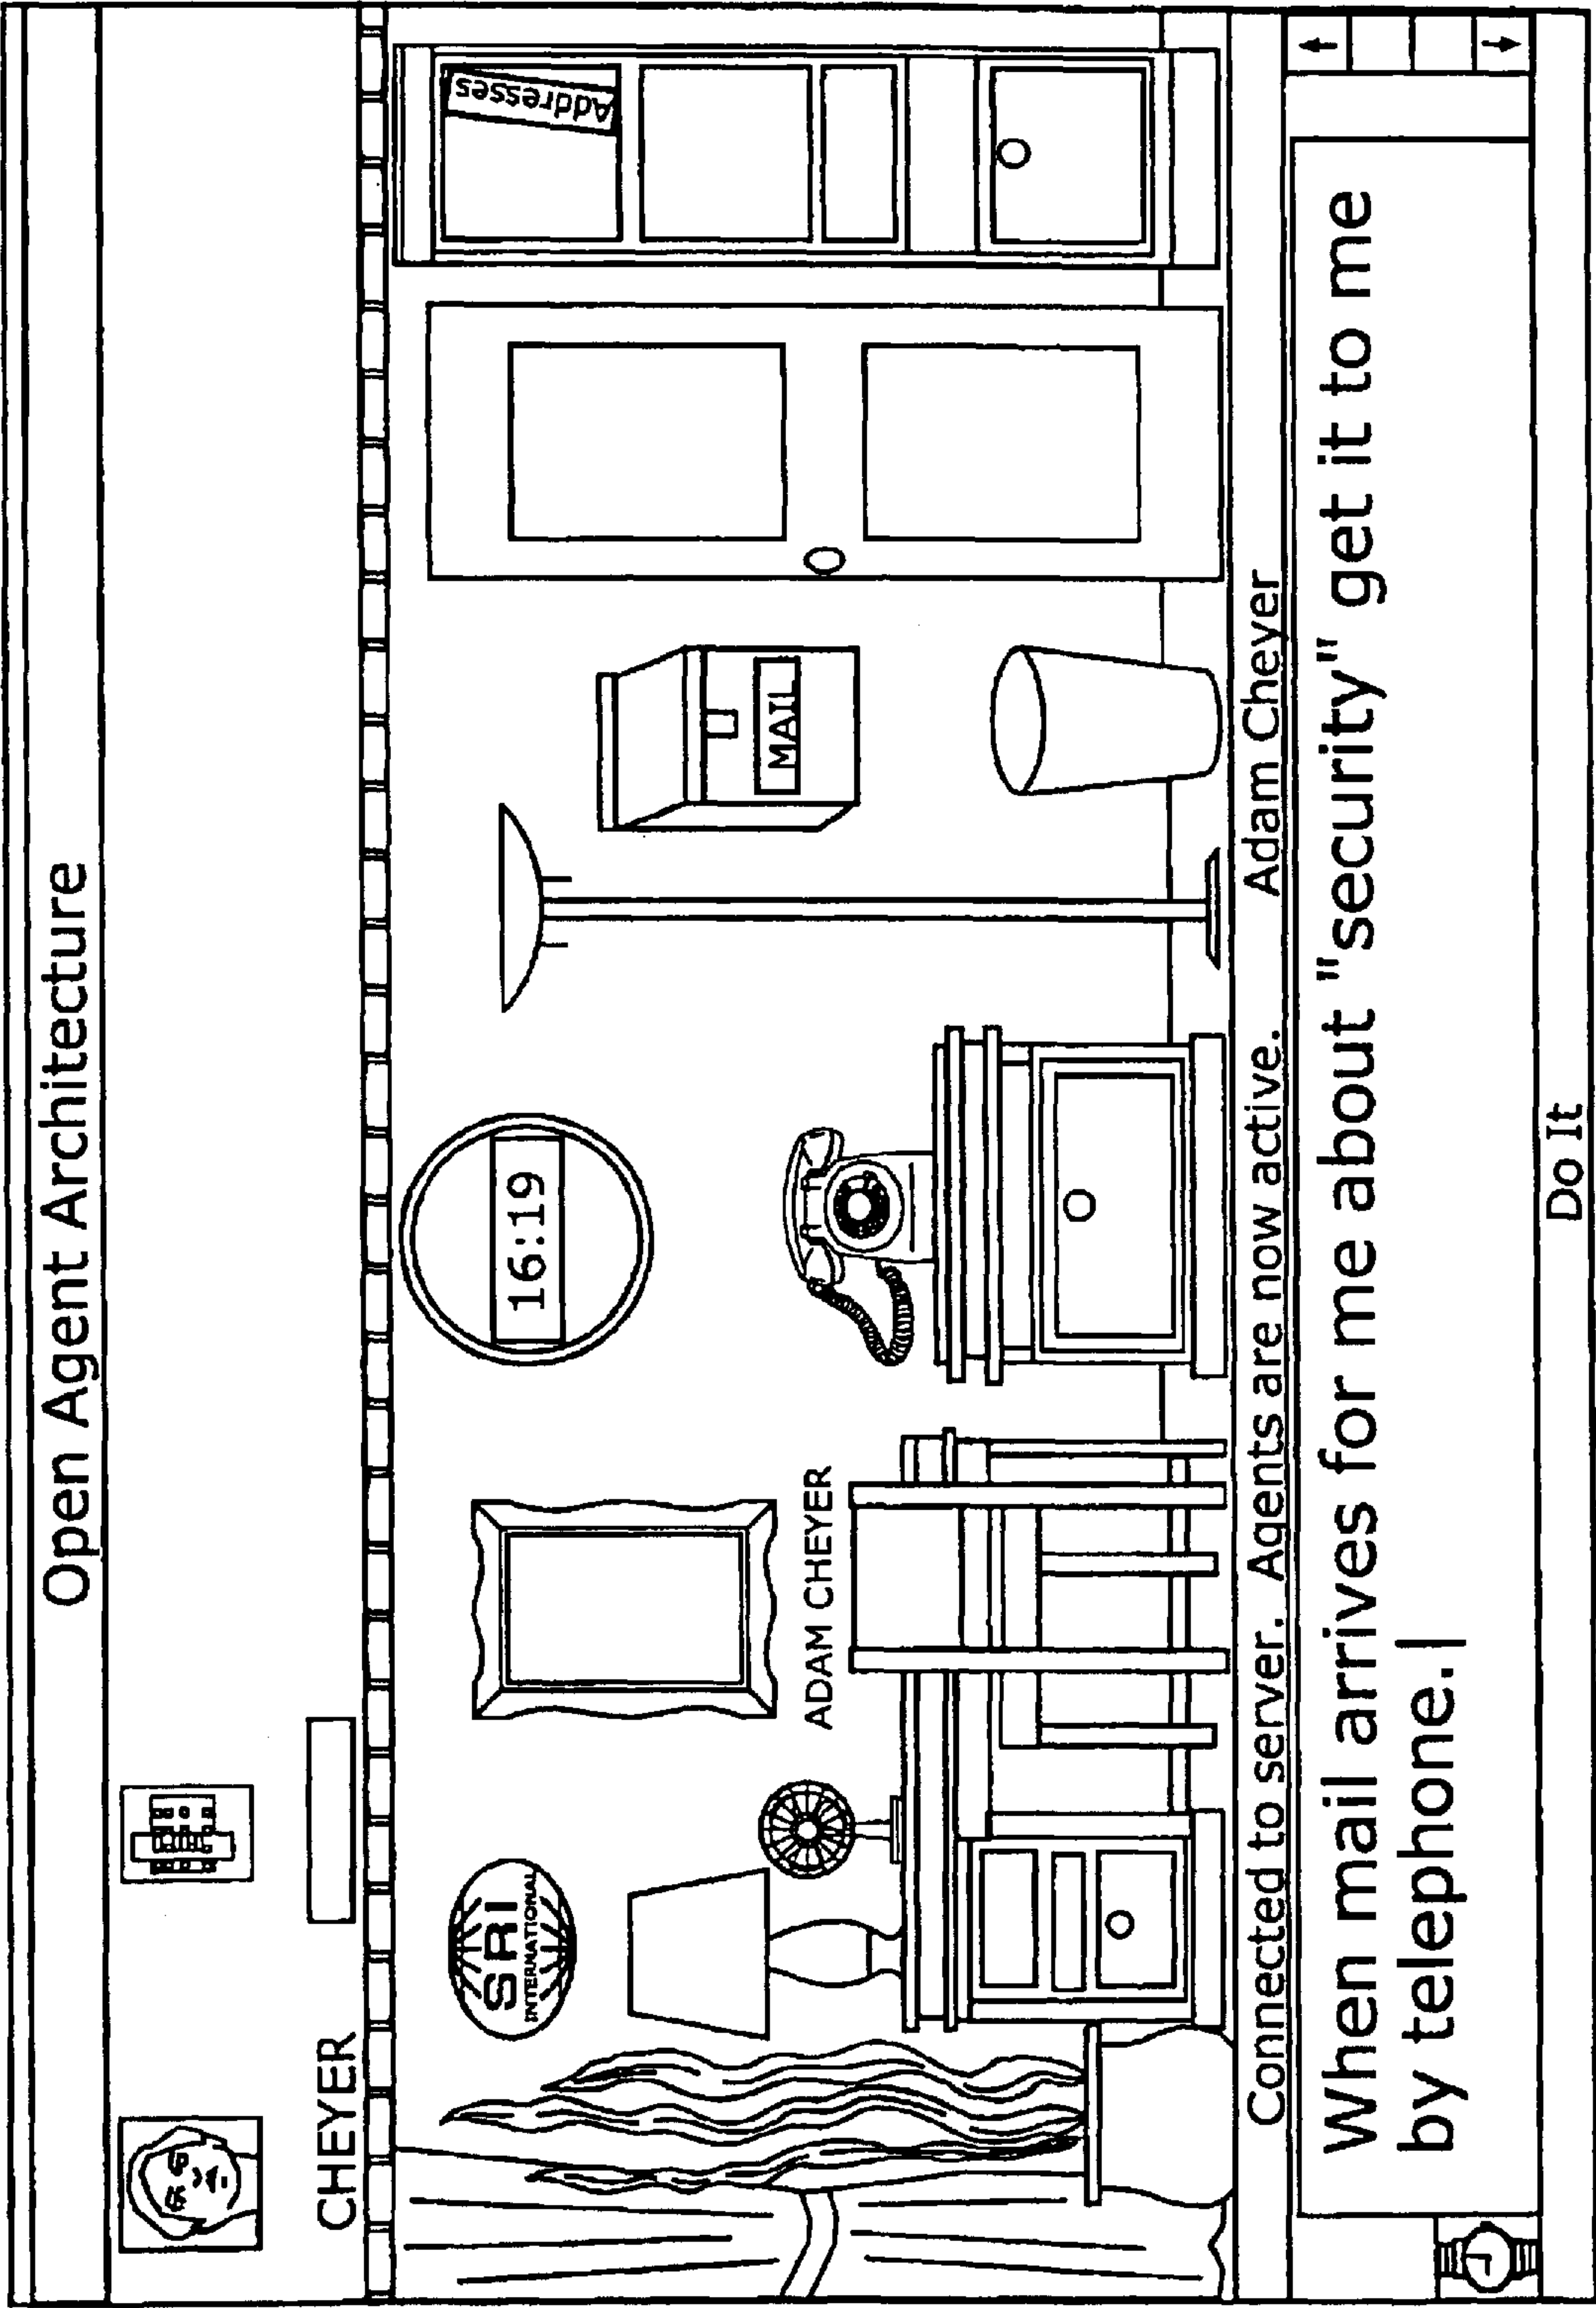 Open Agent Architecture
CHEYER
SRI
INTERNATIONAL
ADAM CHEYER
16:19
MAIL
Addresses
Connected to server. Agents are now active. Adam Cheyer
When mail arrives for me about "security" get it to me
by telephone.
Do It